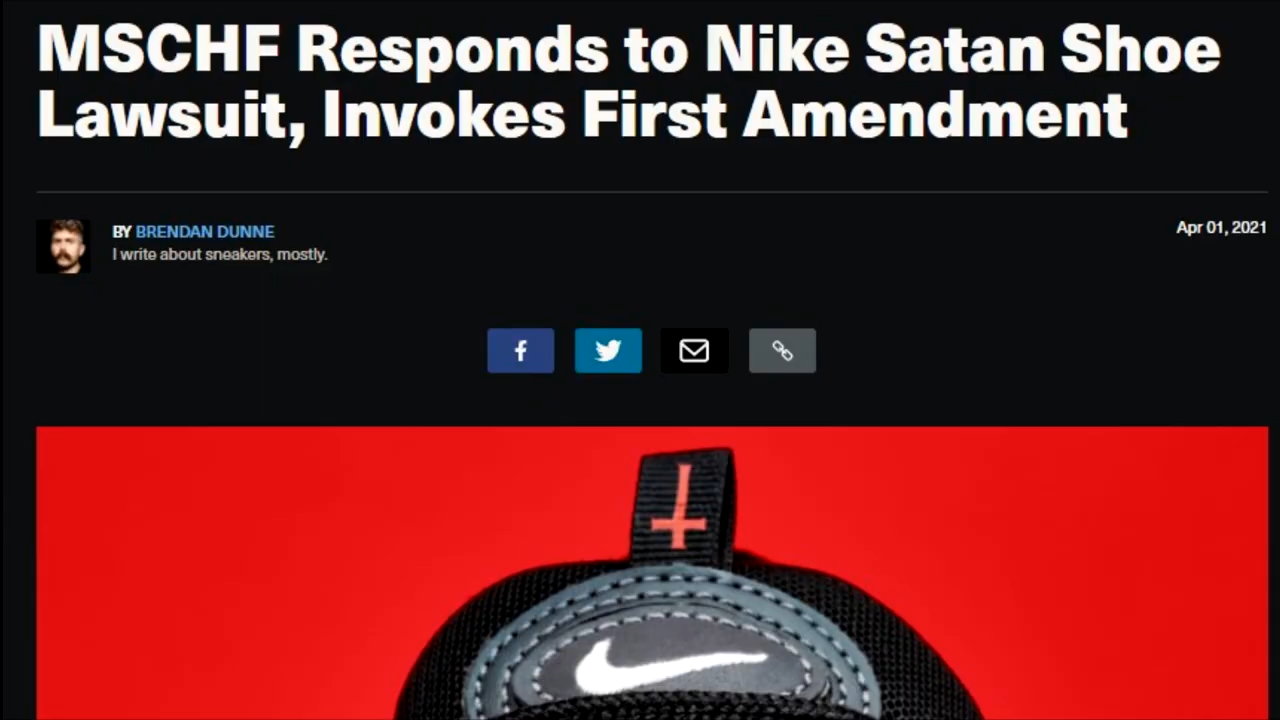 MSCHF Responds to Nike Satan Shoe
Lawsuit, Invokes First Amendment
BY BRENDAN DUNNE
Apr 01, 2021
I write about sneakers, mostly.